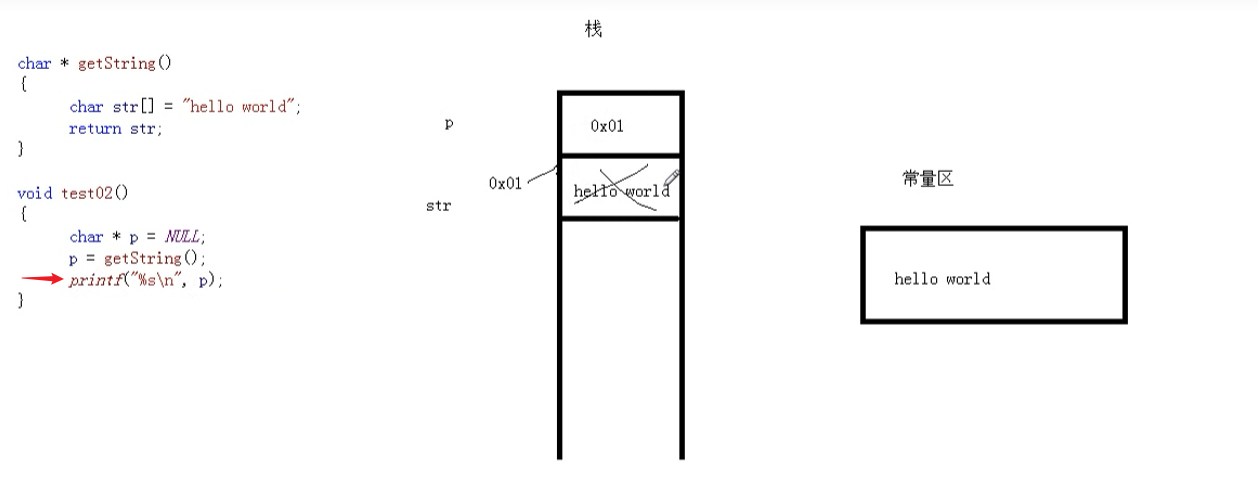 栈
char * getString()
{
char str[] = "hello world";
return str;
}
void test02()
{
char * p = NULL;
p = getString();
printf("%s\n", p);
}
p
0x01
0x01
hello world
str
常量区
hello world